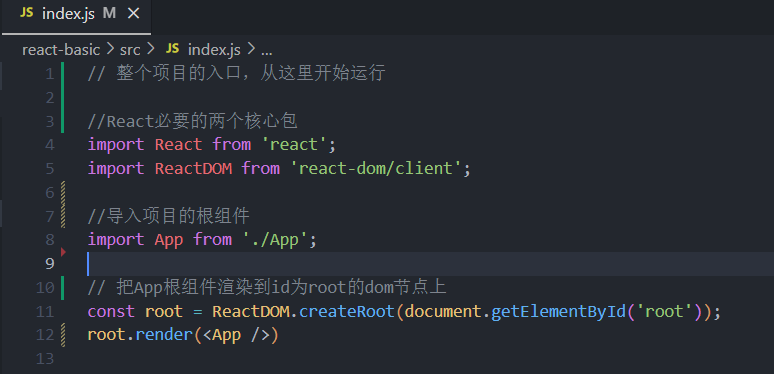 JS index.js M ×
react-basic > src > JS index.js > ...
1 // 整个项目的入口，从这里开始运行
2
3 //React必要的两个核心包
4 import React from 'react';
5 import ReactDOM from 'react-dom/client';
6
7 //导入项目的根组件
8 import App from './App';
9
10 // 把App根组件渲染到id为root的dom节点上
11 const root = ReactDOM.createRoot(document.getElementById('root'));
12 root.render(<App />)
13